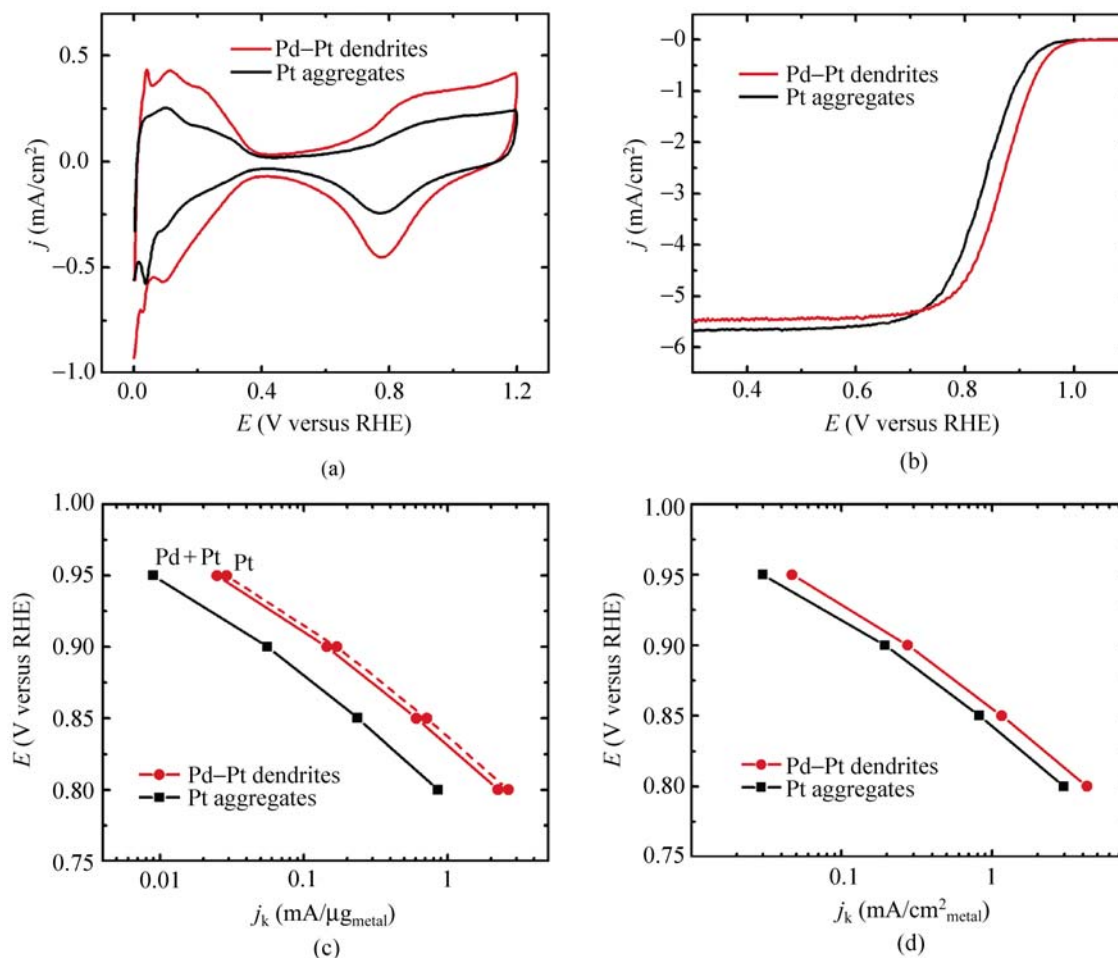 0.5
0.0
−0.5
−1.0
j (mA/cm²)
Pd−Pt dendrites
Pt aggregates
0.0 0.4 0.8 1.2
E (V versus RHE)
(a)
−0
−1
−2
−3
−4
−5
−6
j (mA/cm²)
Pd−Pt dendrites
Pt aggregates
0.4 0.6 0.8 1.0
E (V versus RHE)
(b)
1.00
0.95
0.90
0.85
0.80
0.75
E (V versus RHE)
Pd + Pt Pt
Pd−Pt dendrites
Pt aggregates
0.01 0.1 1
jₖ (mA/μg_metal)
(c)
1.00
0.95
0.90
0.85
0.80
0.75
E (V versus RHE)
Pd−Pt dendrites
Pt aggregates
0.1 1
jₖ (mA/cm²_metal)
(d)